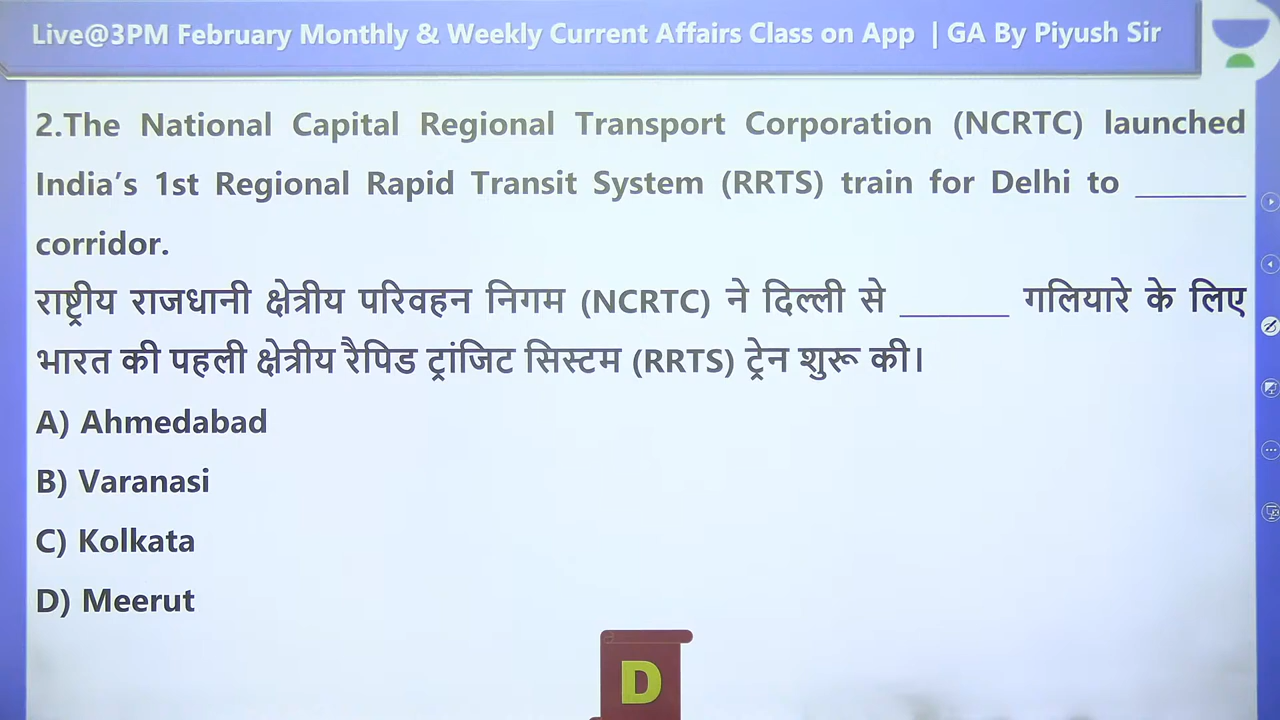 Live@3PM February Monthly & Weekly Current Affairs Class on App | GA By Piyush Sir
2.The National Capital Regional Transport Corporation (NCRTC) launched
India’s 1st Regional Rapid Transit System (RRTS) train for Delhi to _______
corridor.
राष्ट्रीय राजधानी क्षेत्रीय परिवहन निगम (NCRTC) ने दिल्ली से _______ गलियारे के लिए
भारत की पहली क्षेत्रीय रैपिड ट्रांजिट सिस्टम (RRTS) ट्रेन शुरू की।
A) Ahmedabad
B) Varanasi
C) Kolkata
D) Meerut
D